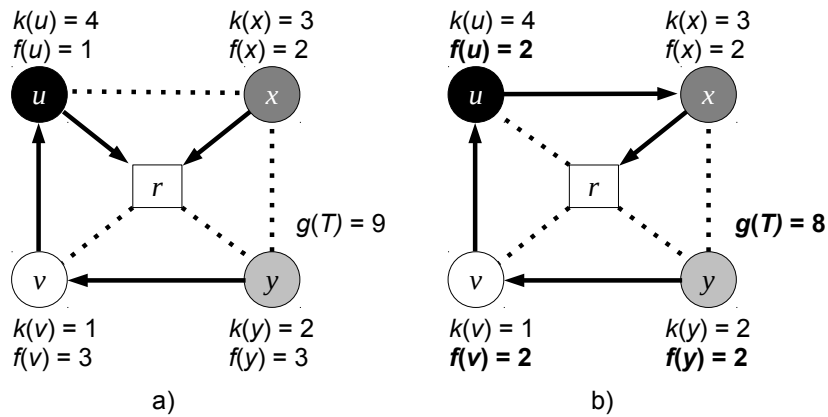 k(u) = 4
f(u) = 1
k(x) = 3
f(x) = 2
u
x
r
g(T) = 9
v
y
k(v) = 1
f(v) = 3
k(y) = 2
f(y) = 3
a)
k(u) = 4
f(u) = 2
k(x) = 3
f(x) = 2
u
x
r
g(T) = 8
v
y
k(v) = 1
f(v) = 2
k(y) = 2
f(y) = 2
b)